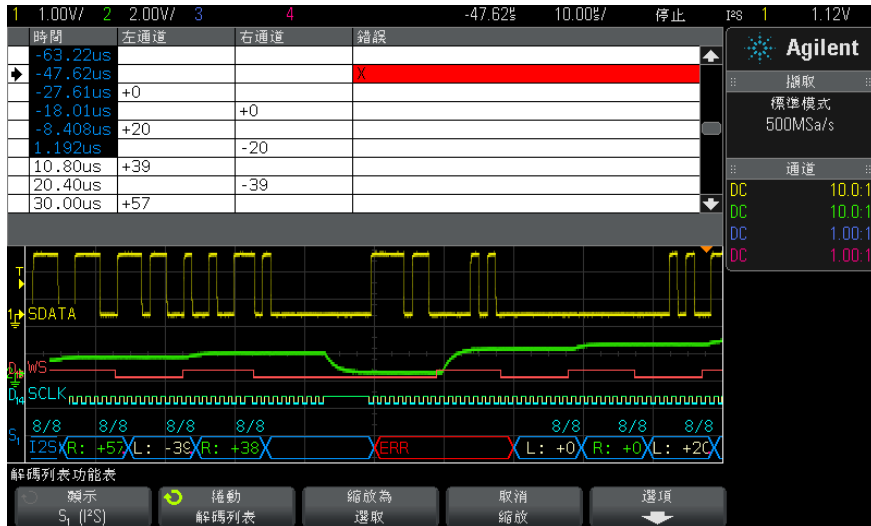 1 1.00V/ 2 2.00V/ 3 4 -47.62µs 10.00µs/ 停止 I²S 1 1.12V
時間 左通道 右通道 錯誤
-63.22us
-47.62us X
-27.61us +0
-18.01us +0
-8.408us +20
1.192us -20
10.80us +39
20.40us -39
30.00us +57
Agilent
擷取
標準模式
500MSa/s
通道
DC 10.0:1
DC 10.0:1
DC 1.00:1
DC 1.00:1
T
1 SDATA
WS
D14 SCLK
8/8 8/8 8/8 8/8 8/8 8/8 8/8
S1 I2S R: +57 L: -39 R: +38 ERR L: +0 R: +0 L: +20
解碼列表功能表
顯示 捲動 縮放為 取消 選項
S1 (I²S) 解碼列表 選取 縮放